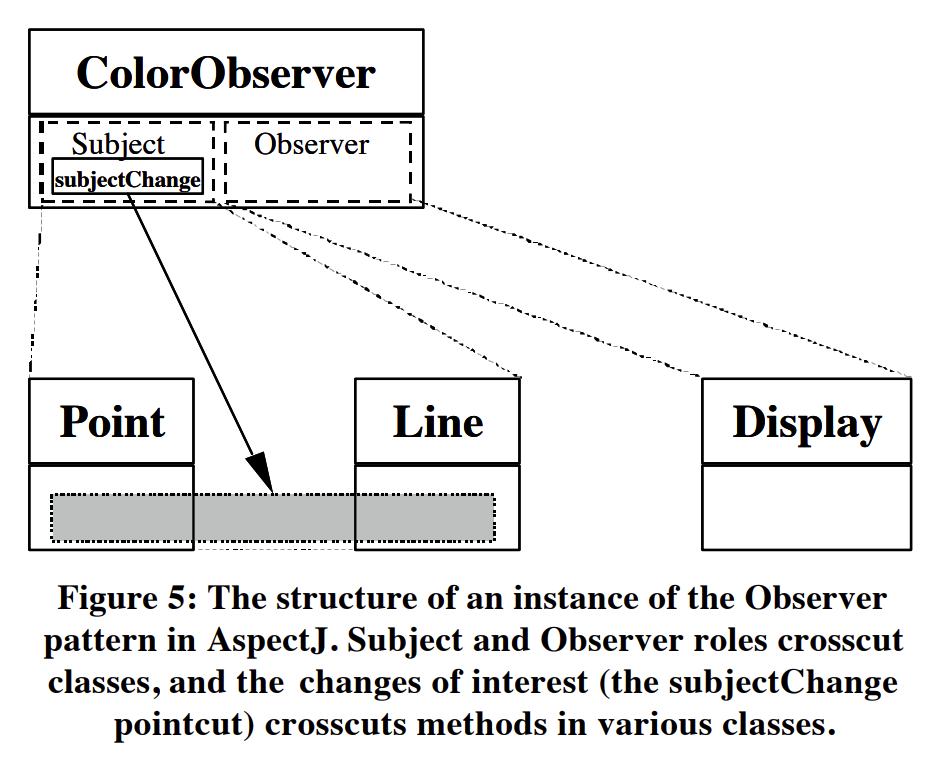 ColorObserver
Subject
Observer
subjectChange
Point
Line
Display
Figure 5: The structure of an instance of the Observer
pattern in AspectJ. Subject and Observer roles crosscut
classes, and the changes of interest (the subjectChange
pointcut) crosscuts methods in various classes.